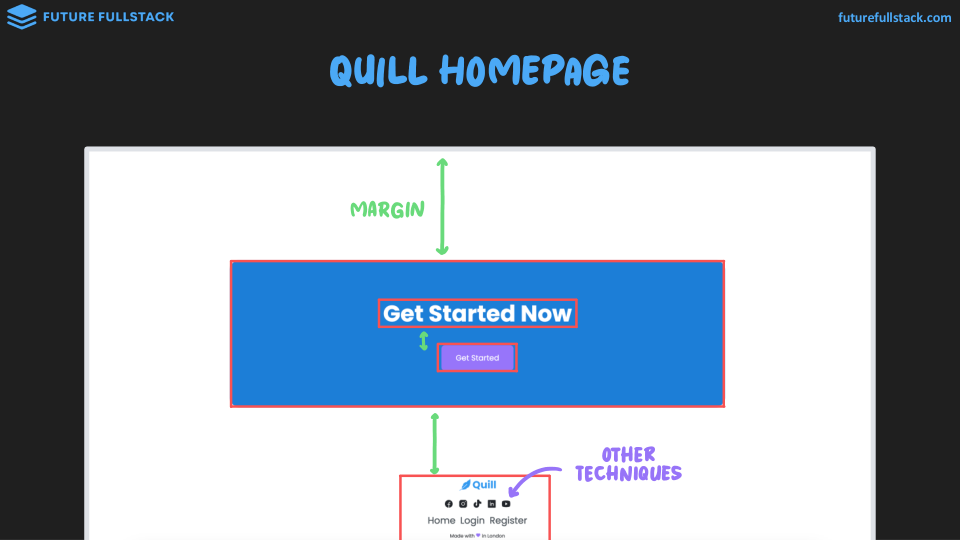 FUTURE FULLSTACK
futurefullstack.com
QUILL HOMEPAGE
MARGIN
Get Started Now
Get Started
OTHER
TECHNIQUES
Quill
Home Login Register
Made with 💜 in London